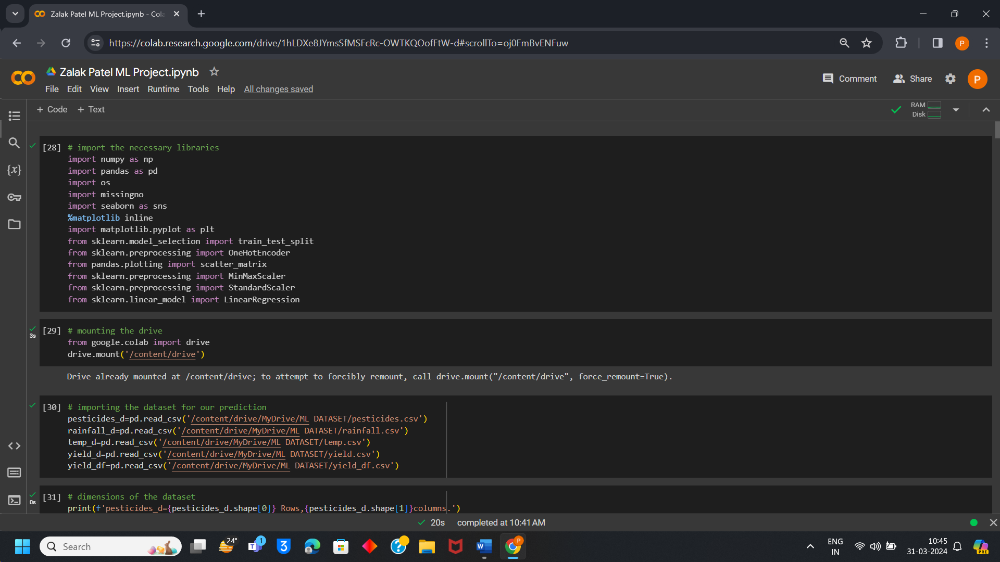 Zalak Patel ML Project.ipynb - Cola
https://colab.research.google.com/drive/1hLDXe8JYmsSfMSFcRc-OWTKQOofFtW-d#scrollTo=oj0FmBvENFuw
P
Zalak Patel ML Project.ipynb
Comment
Share
P
File Edit View Insert Runtime Tools Help All changes saved
+ Code + Text
RAM
Disk
[28] # import the necessary libraries
import numpy as np
import pandas as pd
import os
import missingno
import seaborn as sns
%matplotlib inline
import matplotlib.pyplot as plt
from sklearn.model_selection import train_test_split
from sklearn.preprocessing import OneHotEncoder
from pandas.plotting import scatter_matrix
from sklearn.preprocessing import MinMaxScaler
from sklearn.preprocessing import StandardScaler
from sklearn.linear_model import LinearRegression
3s
[29] # mounting the drive
from google.colab import drive
drive.mount('/content/drive')
Drive already mounted at /content/drive; to attempt to forcibly remount, call drive.mount("/content/drive", force_remount=True).
[30] # importing the dataset for our prediction
pesticides_d=pd.read_csv('/content/drive/MyDrive/ML DATASET/pesticides.csv')
rainfall_d=pd.read_csv('/content/drive/MyDrive/ML DATASET/rainfall.csv')
temp_d=pd.read_csv('/content/drive/MyDrive/ML DATASET/temp.csv')
yield_d=pd.read_csv('/content/drive/MyDrive/ML DATASET/yield.csv')
yield_df=pd.read_csv('/content/drive/MyDrive/ML DATASET/yield_df.csv')
0s
[31] # dimensions of the dataset
print(f'pesticides_d={pesticides_d.shape[0]} Rows,{pesticides_d.shape[1]}columns.')
20s completed at 10:41 AM
Search
24°
1
ENG
IN
10:45
31-03-2024
PRE